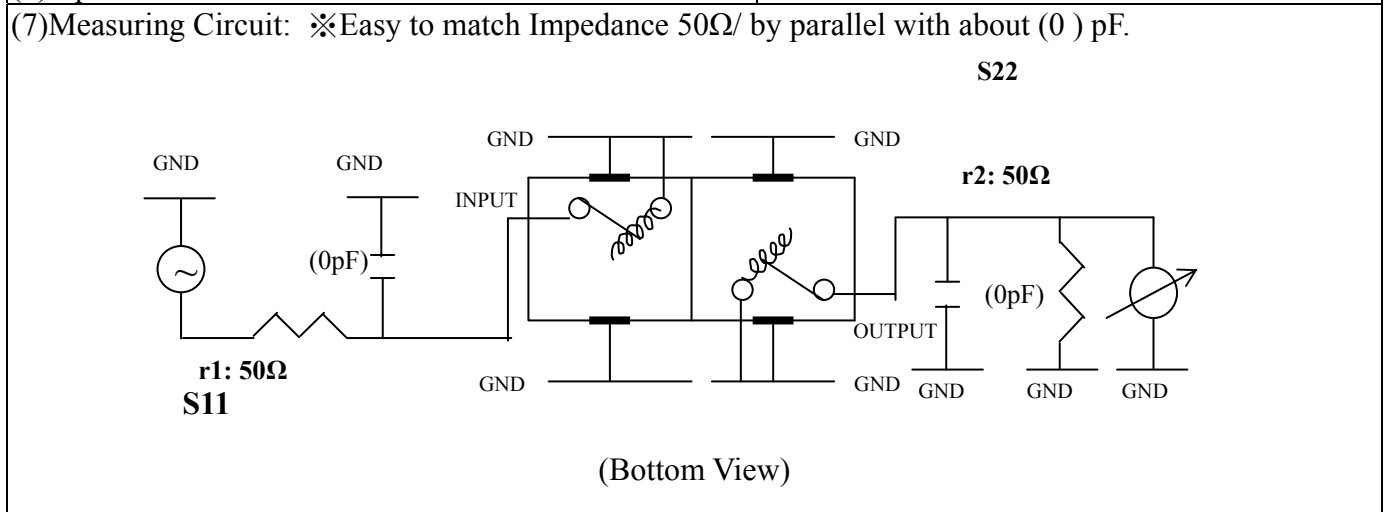 (7)Measuring Circuit: ※Easy to match Impedance 50Ω/ by parallel with about (0 ) pF.
S22
GND
GND
GND
GND
r2: 50Ω
INPUT
(0pF)
(0pF)
OUTPUT
r1: 50Ω
S11
GND
GND
GND
GND
GND
(Bottom View)